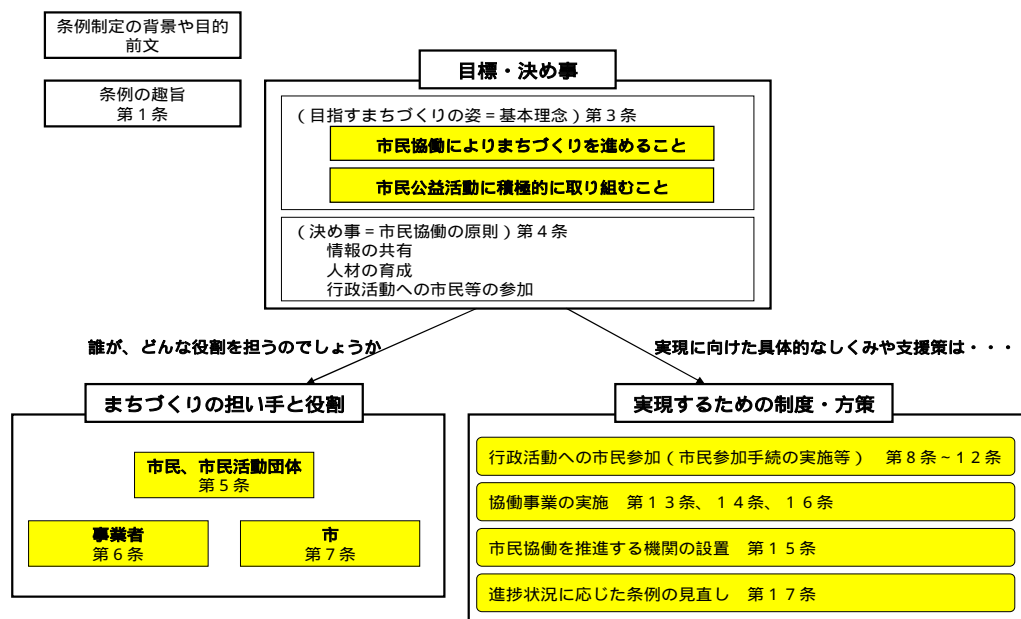 条例制定の背景や目的
前文
条例の趣旨
第１条
目標・決め事
（目指すまちづくりの姿＝基本理念）第３条
市民協働によりまちづくりを進めること
市民公益活動に積極的に取り組むこと
（決め事＝市民協働の原則）第４条
情報の共有
人材の育成
行政活動への市民等の参加
誰が、どんな役割を担うのでしょうか
実現に向けた具体的なしくみや支援策は・・・
まちづくりの担い手と役割
市民、市民活動団体
第５条
事業者
第６条
市
第７条
実現するための制度・方策
行政活動への市民参加（市民参加手続の実施等）　第８条～１２条
協働事業の実施　第１３条、１４条、１６条
市民協働を推進する機関の設置　第１５条
進捗状況に応じた条例の見直し　第１７条